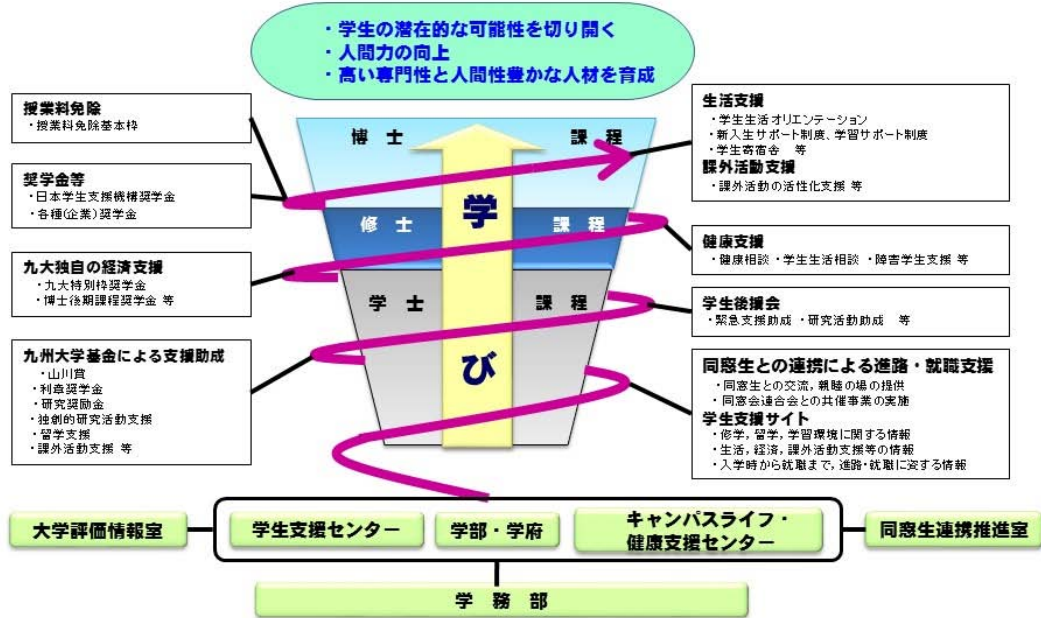 ・学生の潜在的な可能性を切り開く
・人間力の向上
・高い専門性と人間性豊かな人材を育成
授業料免除
・授業料免除基本枠
奨学金等
・日本学生支援機構奨学金
・各種(企業)奨学金
九大独自の経済支援
・九大特別枠奨学金
・博士後期課程奨学金 等
九州大学基金による支援助成
・山川賞
・利章奨学金
・研究奨励金
・独創的研究活動支援
・留学支援
・課外活動支援 等
博士 課程
修士 課程
学士 課程
学び
生活支援
・学生生活オリエンテーション
・新入生サポート制度、学習サポート制度
・学生寄宿舎 等
課外活動支援
・課外活動の活性化支援 等
健康支援
・健康相談 ・学生生活相談 ・障害学生支援 等
学生後援会
・緊急支援助成 ・研究活動助成 等
同窓生との連携による進路・就職支援
・同窓生との交流,親睦の場の提供
・同窓会連合会との共催事業の実施
学生支援サイト
・修学,留学,学習環境に関する情報
・生活,経済,課外活動支援等の情報
・入学時から就職まで,進路・就職に資する情報
大学評価情報室
学生支援センター
学部・学府
キャンパスライフ・
健康支援センター
同窓生連携推進室
学務部